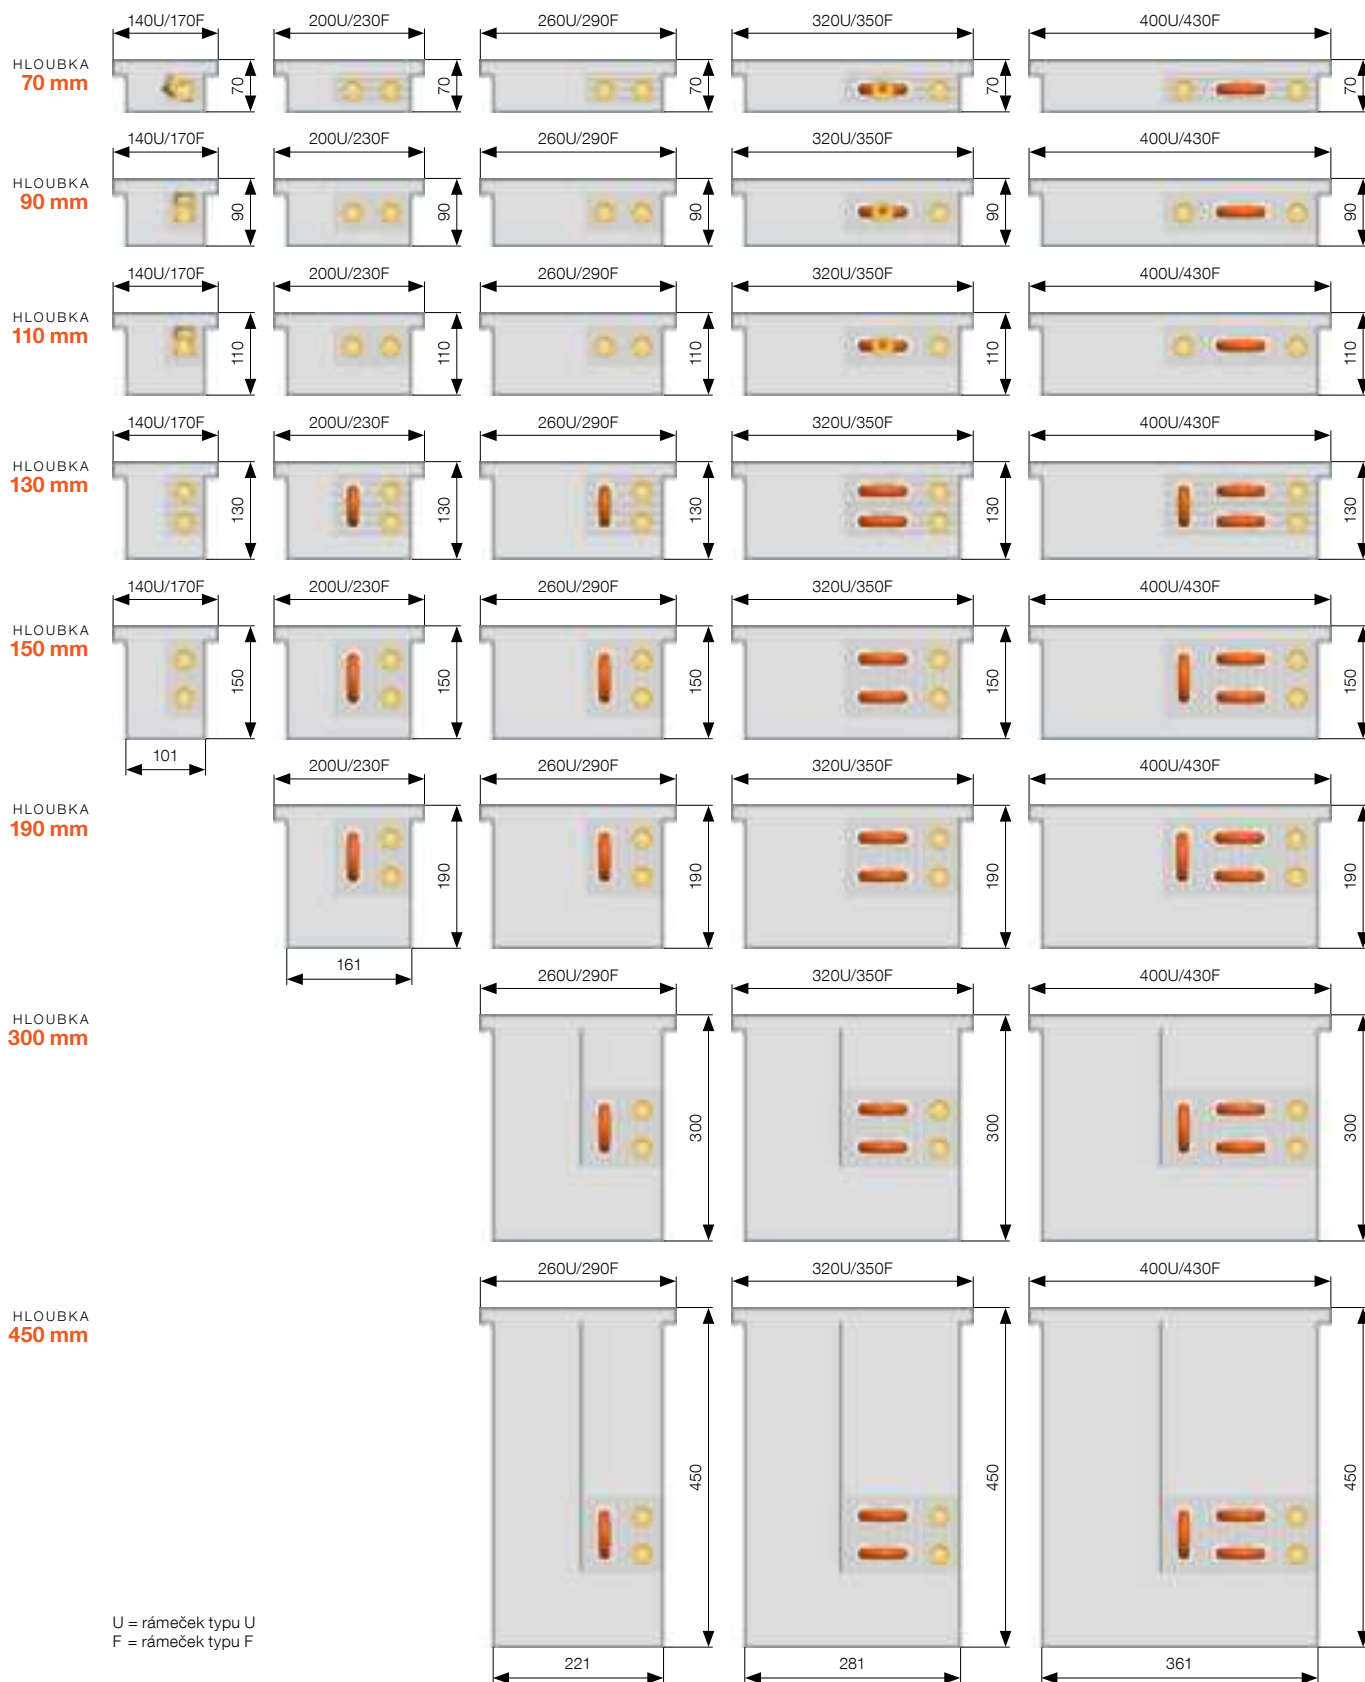 140U/170F 200U/230F 260U/290F 320U/350F 400U/430F
HLOUBKA
70 mm
70 70 70 70 70
140U/170F 200U/230F 260U/290F 320U/350F 400U/430F
HLOUBKA
90 mm
90 90 90 90 90
140U/170F 200U/230F 260U/290F 320U/350F 400U/430F
HLOUBKA
110 mm
110 110 110 110 110
140U/170F 200U/230F 260U/290F 320U/350F 400U/430F
HLOUBKA
130 mm
130 130 130 130 130
140U/170F 200U/230F 260U/290F 320U/350F 400U/430F
HLOUBKA
150 mm
150 150 150 150 150
101
200U/230F 260U/290F 320U/350F 400U/430F
HLOUBKA
190 mm
190 190 190 190
161
260U/290F 320U/350F 400U/430F
HLOUBKA
300 mm
300 300 300
260U/290F 320U/350F 400U/430F
HLOUBKA
450 mm
450 450 450
U = rámeček typu U
F = rámeček typu F
221 281 361